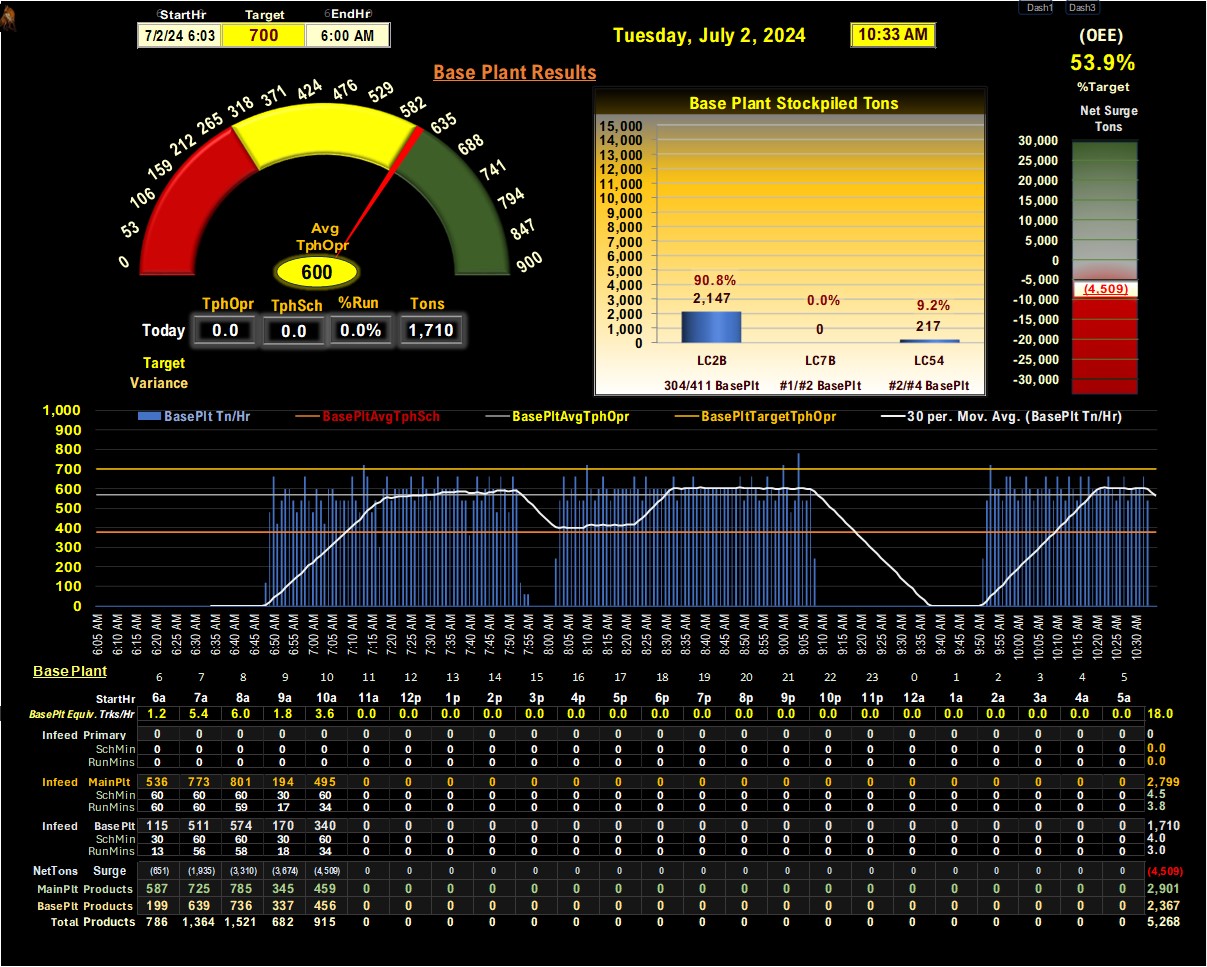 StartHr Target EndHr Dash1 Dash3
7/2/24 6:03 700 6:00 AM
Tuesday, July 2, 2024 10:33 AM
(OEE)
53.9%
%Target
Base Plant Results
0 53 106 159 212 265 318 371 424 476 529 582 635 688 741 794 847 900
Avg
TphOpr
600
TphOpr TphSch %Run Tons
Today 0.0 0.0 0.0% 1,710
Target
Variance
Base Plant Stockpiled Tons
15,000
14,000
13,000
12,000
11,000
10,000
9,000
8,000
7,000
6,000
5,000
4,000
3,000
2,000
1,000
0
90.8% 0.0% 9.2%
2,147 0 217
LC2B LC7B LC54
304/411 BasePlt #1/#2 BasePlt #2/#4 BasePlt
Net Surge
Tons
30,000
25,000
20,000
15,000
10,000
5,000
0
-5,000
(4,509)
-10,000
-15,000
-20,000
-25,000
-30,000
BasePlt Tn/Hr BasePltAvgTphSch BasePltAvgTphOpr BasePltTargetTphOpr 30 per. Mov. Avg. (BasePlt Tn/Hr)
1,000
900
800
700
600
500
400
300
200
100
0
6:05 AM 6:10 AM 6:15 AM 6:20 AM 6:25 AM 6:30 AM 6:35 AM 6:40 AM 6:45 AM 6:50 AM 6:55 AM 7:00 AM 7:05 AM 7:10 AM 7:15 AM 7:20 AM 7:25 AM 7:30 AM 7:35 AM 7:40 AM 7:45 AM 7:50 AM 7:55 AM 8:00 AM 8:05 AM 8:10 AM 8:15 AM 8:20 AM 8:25 AM 8:30 AM 8:35 AM 8:40 AM 8:45 AM 8:50 AM 8:55 AM 9:00 AM 9:05 AM 9:10 AM 9:15 AM 9:20 AM 9:25 AM 9:30 AM 9:35 AM 9:40 AM 9:45 AM 9:50 AM 9:55 AM 10:00 AM 10:05 AM 10:10 AM 10:15 AM 10:20 AM 10:25 AM 10:30 AM
Base Plant 6 7 8 9 10 11 12 13 14 15 16 17 18 19 20 21 22 23 0 1 2 3 4 5
StartHr 6a 7a 8a 9a 10a 11a 12p 1p 2p 3p 4p 5p 6p 7p 8p 9p 10p 11p 12a 1a 2a 3a 4a 5a
BasePlt Equiv. Trks/Hr 1.2 5.4 6.0 1.8 3.6 0.0 0.0 0.0 0.0 0.0 0.0 0.0 0.0 0.0 0.0 0.0 0.0 0.0 0.0 0.0 0.0 0.0 0.0 0.0 18.0
Infeed Primary 0 0 0 0 0 0 0 0 0 0 0 0 0 0 0 0 0 0 0 0 0 0 0 0 0
SchMin 0 0 0 0 0 0 0 0 0 0 0 0 0 0 0 0 0 0 0 0 0 0 0 0 0.0
RunMins 0 0 0 0 0 0 0 0 0 0 0 0 0 0 0 0 0 0 0 0 0 0 0 0 0.0
Infeed MainPlt 536 773 801 194 495 0 0 0 0 0 0 0 0 0 0 0 0 0 0 0 0 0 0 0 2,799
SchMin 60 60 60 30 60 0 0 0 0 0 0 0 0 0 0 0 0 0 0 0 0 0 0 0 4.5
RunMins 60 60 59 17 34 0 0 0 0 0 0 0 0 0 0 0 0 0 0 0 0 0 0 0 3.8
Infeed BasePlt 115 511 574 170 340 0 0 0 0 0 0 0 0 0 0 0 0 0 0 0 0 0 0 0 1,710
SchMin 30 60 60 30 60 0 0 0 0 0 0 0 0 0 0 0 0 0 0 0 0 0 0 0 4.0
RunMins 13 56 58 18 34 0 0 0 0 0 0 0 0 0 0 0 0 0 0 0 0 0 0 0 3.0
NetTons Surge (651) (1,935) (3,310) (3,674) (4,509) 0 0 0 0 0 0 0 0 0 0 0 0 0 0 0 0 0 0 0 (4,509)
MainPlt Products 587 725 785 345 459 0 0 0 0 0 0 0 0 0 0 0 0 0 0 0 0 0 0 0 2,901
BasePlt Products 199 639 736 337 456 0 0 0 0 0 0 0 0 0 0 0 0 0 0 0 0 0 0 0 2,367
Total Products 786 1,364 1,521 682 915 0 0 0 0 0 0 0 0 0 0 0 0 0 0 0 0 0 0 0 5,268